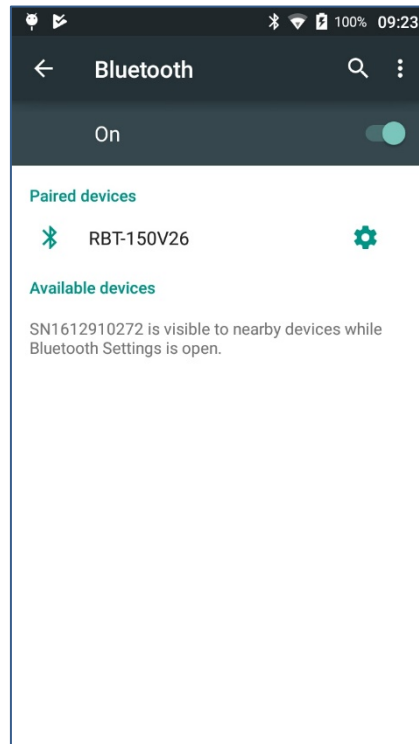 100% 09:23
Bluetooth
On
Paired devices
RBT-150V26
Available devices
SN1612910272 is visible to nearby devices while
Bluetooth Settings is open.